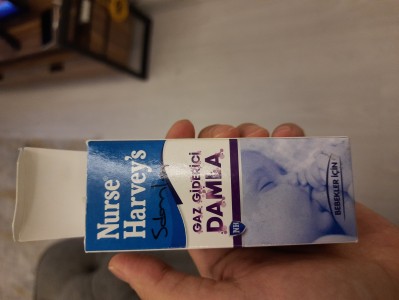 Nurse®
Harvey's
GAZ GİDERİCİ
DAMLA
BEBEKLER İÇİN